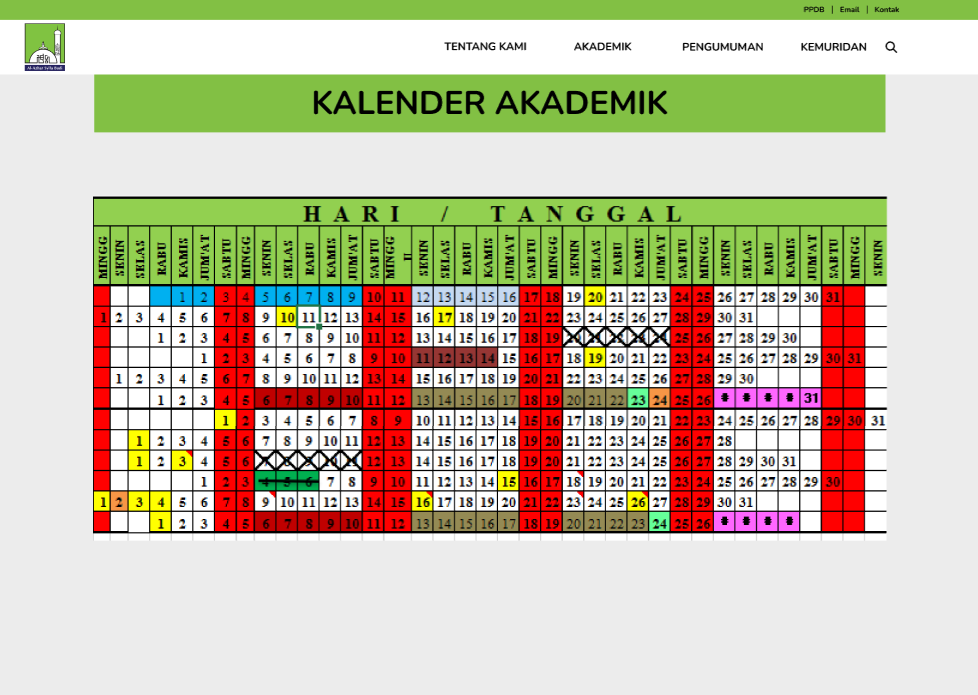 PPDB | Email | Kontak
Al-Azhar Syifa Budi
TENTANG KAMI AKADEMIK PENGUMUMAN KEMURIDAN
KALENDER AKADEMIK
HARI / TANGGAL
MINGG SENIN SELAS RABU KAMIS JUM'AT SABTU MINGG SENIN SELAS RABU KAMIS JUM'AT SABTU MINGG U SENIN SELAS RABU KAMIS JUM'AT SABTU MINGG SENIN SELAS RABU KAMIS JUM'AT SABTU MINGG SENIN SELAS RABU KAMIS JUM'AT SABTU MINGG SENIN
1 2 3 4 5 6 7 8 9 10 11 12 13 14 15 16 17 18 19 20 21 22 23 24 25 26 27 28 29 30 31
1 2 3 4 5 6 7 8 9 10 11 12 13 14 15 16 17 18 19 20 21 22 23 24 25 26 27 28 29 30 31
1 2 3 4 5 6 7 8 9 10 11 12 13 14 15 16 17 18 19 20 21 22 23 24 25 26 27 28 29 30
1 2 3 4 5 6 7 8 9 10 11 12 13 14 15 16 17 18 19 20 21 22 23 24 25 26 27 28 29 30 31
1 2 3 4 5 6 7 8 9 10 11 12 13 14 15 16 17 18 19 20 21 22 23 24 25 26 27 28 29 30
1 2 3 4 5 6 7 8 9 10 11 12 13 14 15 16 17 18 19 20 21 22 23 24 25 26 # # # # 31
1 2 3 4 5 6 7 8 9 10 11 12 13 14 15 16 17 18 19 20 21 22 23 24 25 26 27 28 29 30 31
1 2 3 4 5 6 7 8 9 10 11 12 13 14 15 16 17 18 19 20 21 22 23 24 25 26 27 28
1 2 3 4 5 6 7 8 9 10 11 12 13 14 15 16 17 18 19 20 21 22 23 24 25 26 27 28 29 30 31
1 2 3 4 5 6 7 8 9 10 11 12 13 14 15 16 17 18 19 20 21 22 23 24 25 26 27 28 29 30
1 2 3 4 5 6 7 8 9 10 11 12 13 14 15 16 17 18 19 20 21 22 23 24 25 26 27 28 29 30 31
1 2 3 4 5 6 7 8 9 10 11 12 13 14 15 16 17 18 19 20 21 22 23 24 25 26 # # # #